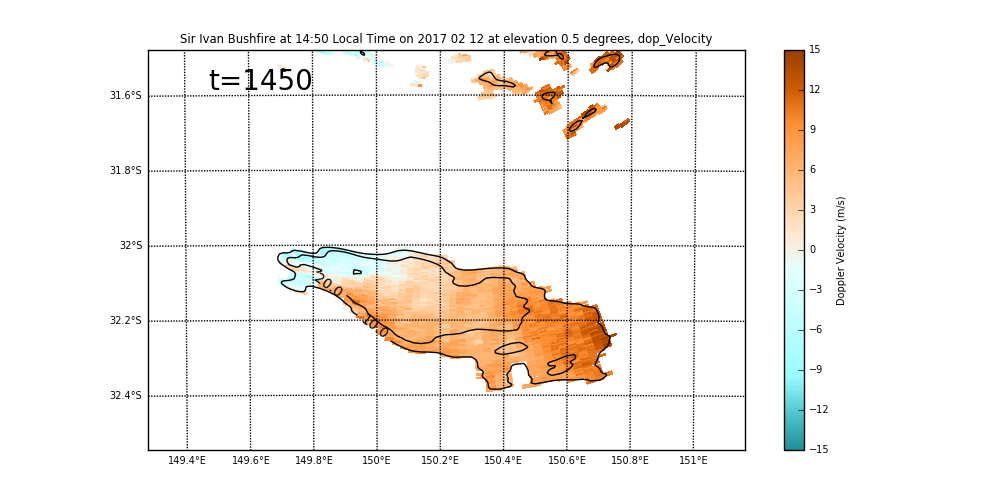 Sir Ivan Bushfire at 14:50 Local Time on 2017 02 12 at elevation 0.5 degrees, dop_Velocity
t=1450
31.6°S
31.8°S
32°S
32.2°S
32.4°S
149.4°E 149.6°E 149.8°E 150°E 150.2°E 150.4°E 150.6°E 150.8°E 151°E
10.0
15
12
9
6
3
0
−3
−6
−9
−12
−15
Doppler Velocity (m/s)